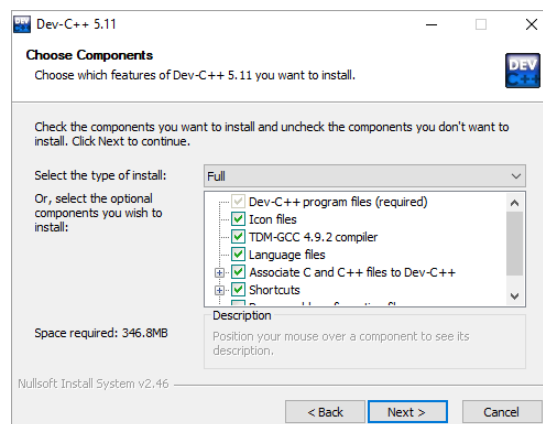 Dev-C++ 5.11
Choose Components
Choose which features of Dev-C++ 5.11 you want to install.
DEV
C++
Check the components you want to install and uncheck the components you don't want to
install. Click Next to continue.
Select the type of install:
Full
Or, select the optional
components you wish to
install:
Dev-C++ program files (required)
Icon files
TDM-GCC 4.9.2 compiler
Language files
Associate C and C++ files to Dev-C++
Shortcuts
Space required: 346.8MB
Description
Position your mouse over a component to see its
description.
Nullsoft Install System v2.46
< Back
Next >
Cancel